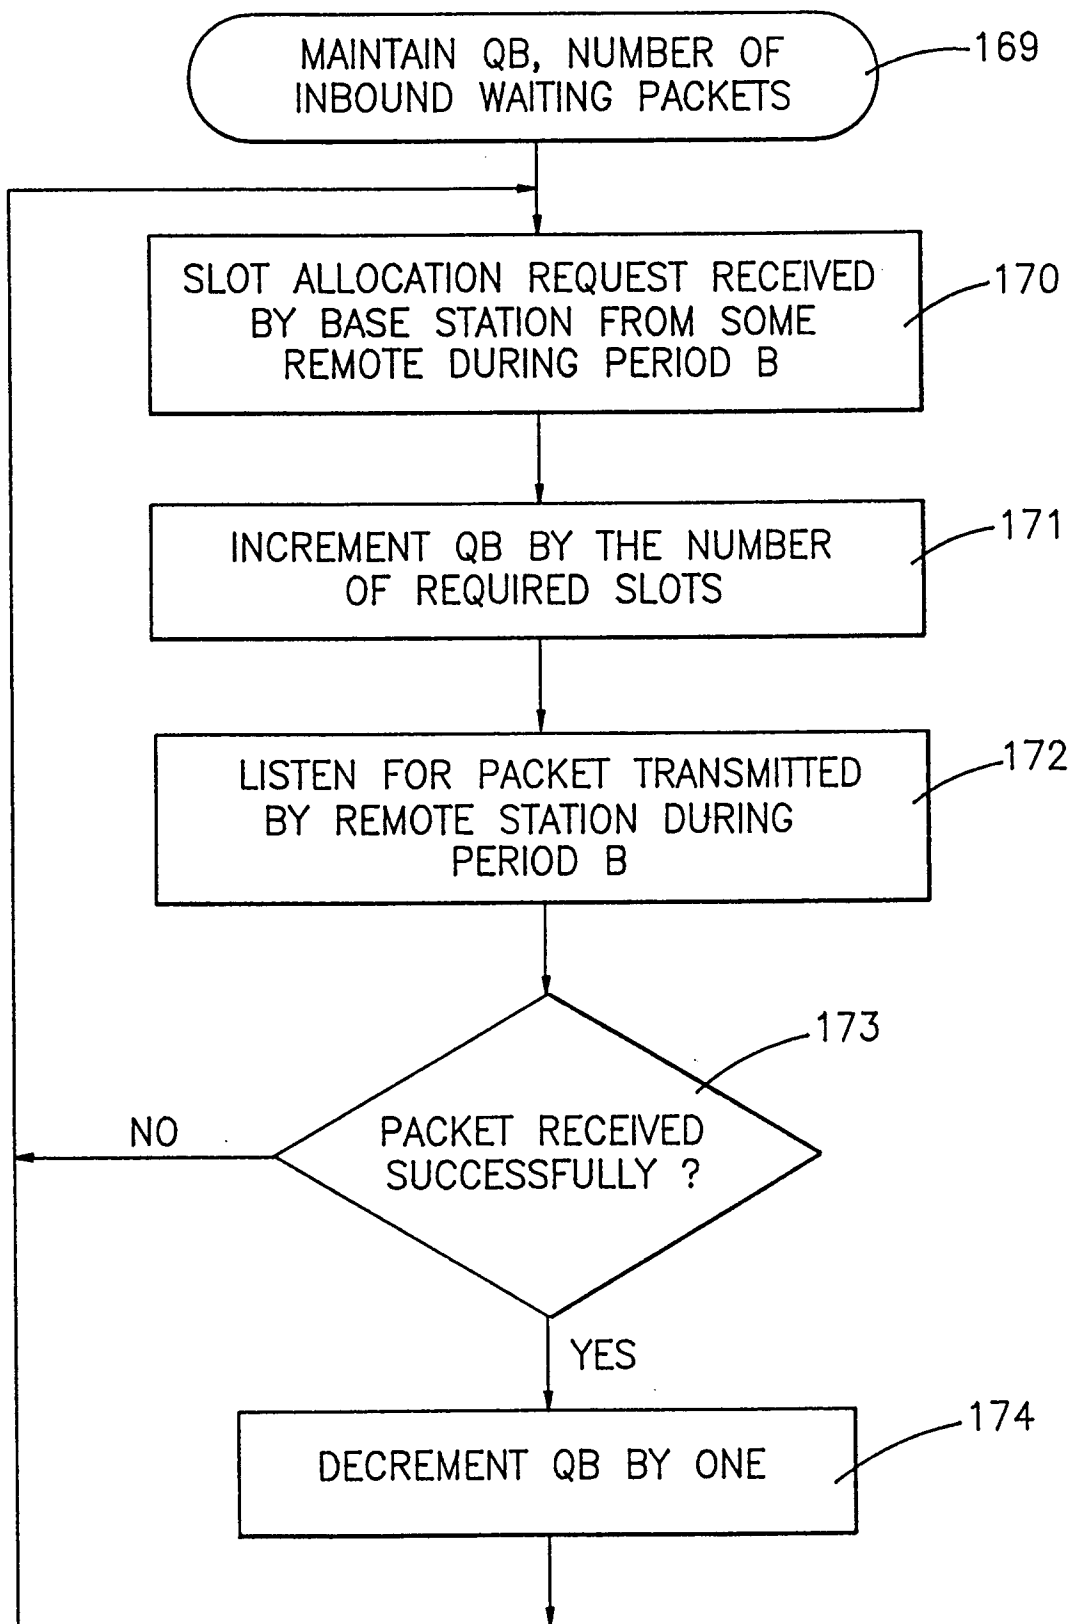 MAINTAIN QB, NUMBER OF
INBOUND WAITING PACKETS
169
SLOT ALLOCATION REQUEST RECEIVED
BY BASE STATION FROM SOME
REMOTE DURING PERIOD B
170
INCREMENT QB BY THE NUMBER
OF REQUIRED SLOTS
171
LISTEN FOR PACKET TRANSMITTED
BY REMOTE STATION DURING
PERIOD B
172
173
NO
PACKET RECEIVED
SUCCESSFULLY ?
YES
174
DECREMENT QB BY ONE